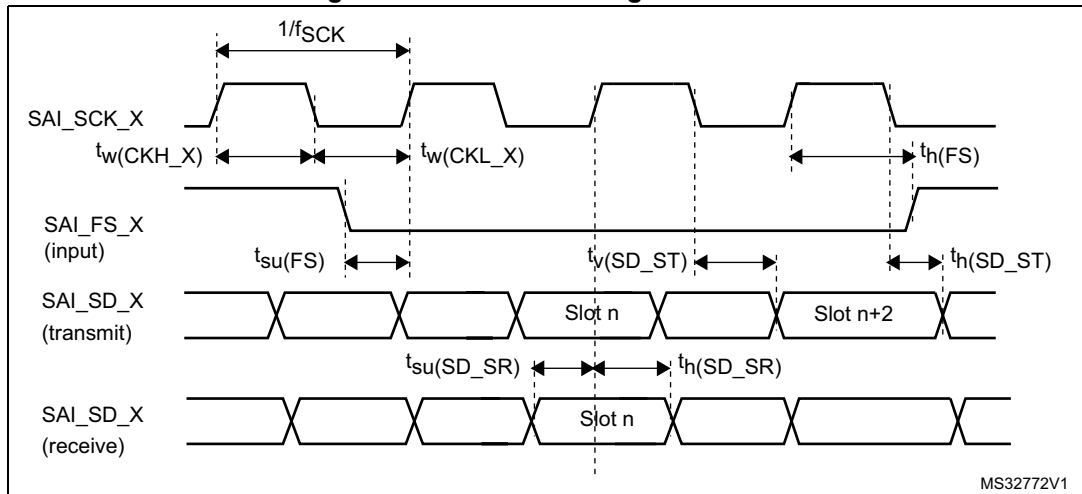 1/fSCK
SAI_SCK_X
tw(CKH_X) tw(CKL_X) th(FS)
SAI_FS_X
(input)
tsu(FS) tv(SD_ST) th(SD_ST)
SAI_SD_X
(transmit)
Slot n Slot n+2
tsu(SD_SR) th(SD_SR)
SAI_SD_X
(receive)
Slot n
MS32772V1